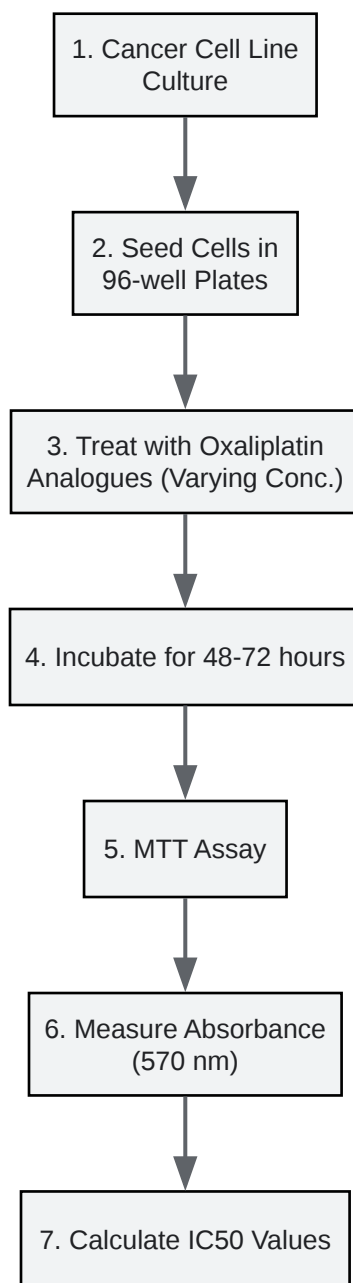 1. Cancer Cell Line
Culture
2. Seed Cells in
96-well Plates
3. Treat with Oxaliplatin
Analogues (Varying Conc.)
4. Incubate for 48-72 hours
5. MTT Assay
6. Measure Absorbance
(570 nm)
7. Calculate IC50 Values